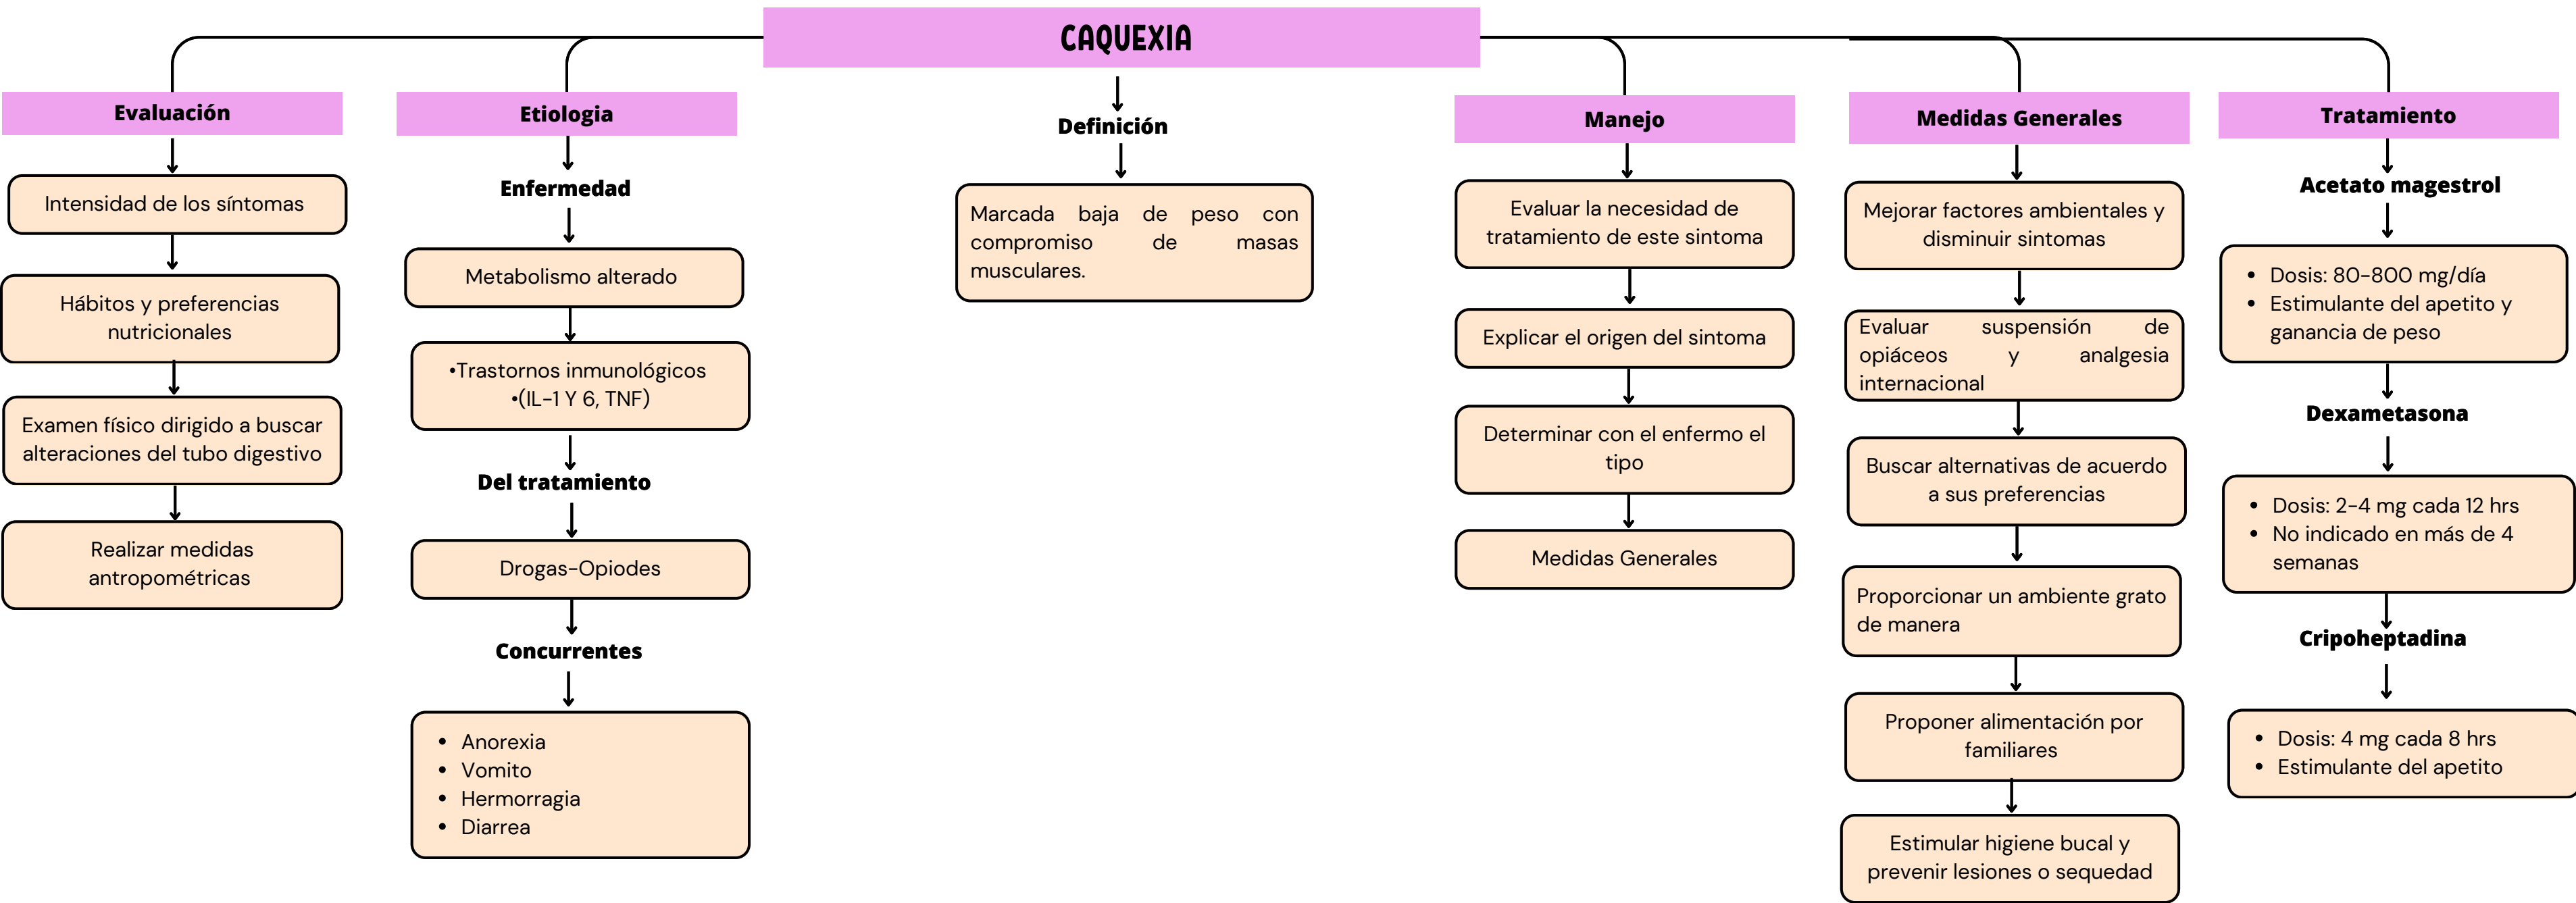 CAQUEXIA
Evaluación
Intensidad de los síntomas
Hábitos y preferencias
nutricionales
Examen físico dirigido a buscar
alteraciones del tubo digestivo
Realizar medidas
antropométricas
Etiologia
Enfermedad
Metabolismo alterado
•Trastornos inmunológicos
•(IL-1 Y 6, TNF)
Del tratamiento
Drogas-Opiodes
Concurrentes
• Anorexia
• Vomito
• Hermorragia
• Diarrea
Definición
Marcada baja de peso con
compromiso de masas
musculares.
Manejo
Evaluar la necesidad de
tratamiento de este sintoma
Explicar el origen del sintoma
Determinar con el enfermo el
tipo
Medidas Generales
Medidas Generales
Mejorar factores ambientales y
disminuir sintomas
Evaluar suspensión de
opiáceos y analgesia
internacional
Buscar alternativas de acuerdo
a sus preferencias
Proporcionar un ambiente grato
de manera
Proponer alimentación por
familiares
Estimular higiene bucal y
prevenir lesiones o sequedad
Tratamiento
Acetato magestrol
• Dosis: 80-800 mg/día
• Estimulante del apetito y
ganancia de peso
Dexametasona
• Dosis: 2-4 mg cada 12 hrs
• No indicado en más de 4
semanas
Cripoheptadina
• Dosis: 4 mg cada 8 hrs
• Estimulante del apetito